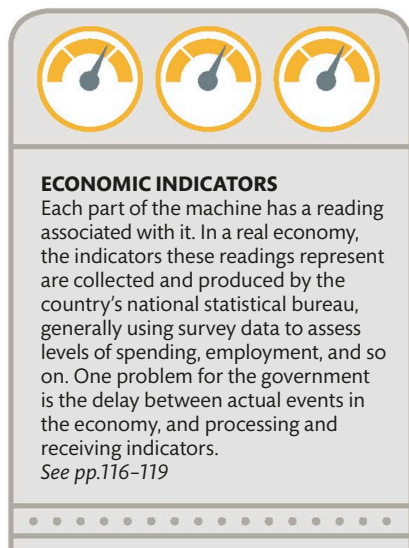 ECONOMIC INDICATORS
Each part of the machine has a reading
associated with it. In a real economy,
the indicators these readings represent
are collected and produced by the
country’s national statistical bureau,
generally using survey data to assess
levels of spending, employment, and so
on. One problem for the government
is the delay between actual events in
the economy, and processing and
receiving indicators.
See pp.116–119